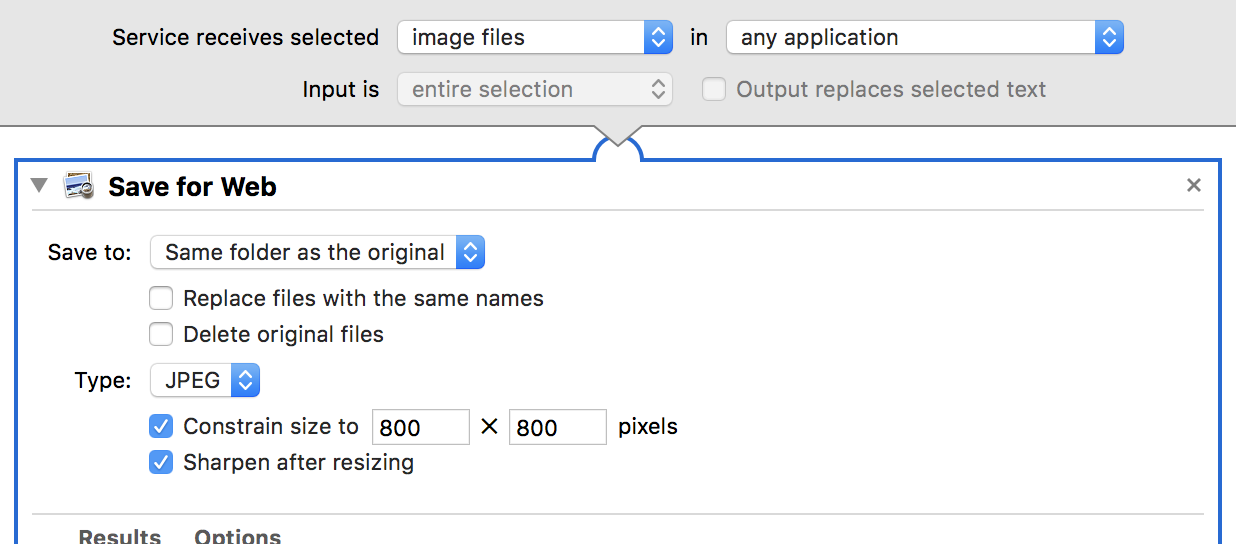 Service receives selected image files in any application
Input is entire selection Output replaces selected text
Save for Web
Save to: Same folder as the original
Replace files with the same names
Delete original files
Type: JPEG
Constrain size to 800 × 800 pixels
Sharpen after resizing
Results Options